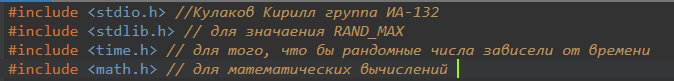 #include <stdio.h> //Кулаков Кирилл группа ИА-132
#include <stdlib.h> // для значаения RAND_MAX
#include <time.h> // для того, что бы рандомные числа зависели от времени
#include <math.h> // для математических вычислений